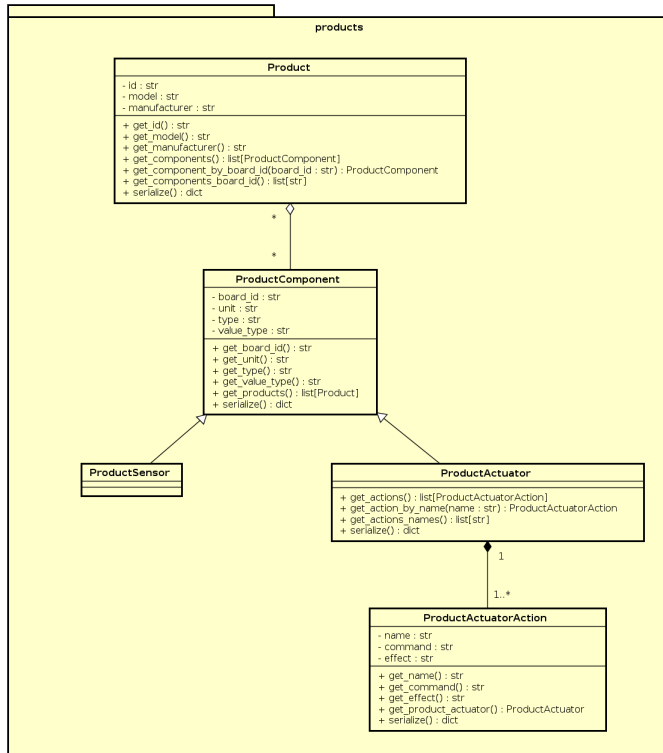 products
Product
- id : str
- model : str
- manufacturer : str
+ get_id() : str
+ get_model() : str
+ get_manufacturer() : str
+ get_components() : list[ProductComponent]
+ get_component_by_board_id(board_id : str) : ProductComponent
+ get_components_board_id() : list[str]
+ serialize() : dict
*
*
ProductComponent
- board_id : str
- unit : str
- type : str
- value_type : str
+ get_board_id() : str
+ get_unit() : str
+ get_type() : str
+ get_value_type() : str
+ get_products() : list[Product]
+ serialize() : dict
ProductSensor
ProductActuator
+ get_actions() : list[ProductActuatorAction]
+ get_action_by_name(name : str) : ProductActuatorAction
+ get_actions_names() : list[str]
+ serialize() : dict
1
1..*
ProductActuatorAction
- name : str
- command : str
- effect : str
+ get_name() : str
+ get_command() : str
+ get_effect() : str
+ get_product_actuator() : ProductActuator
+ serialize() : dict